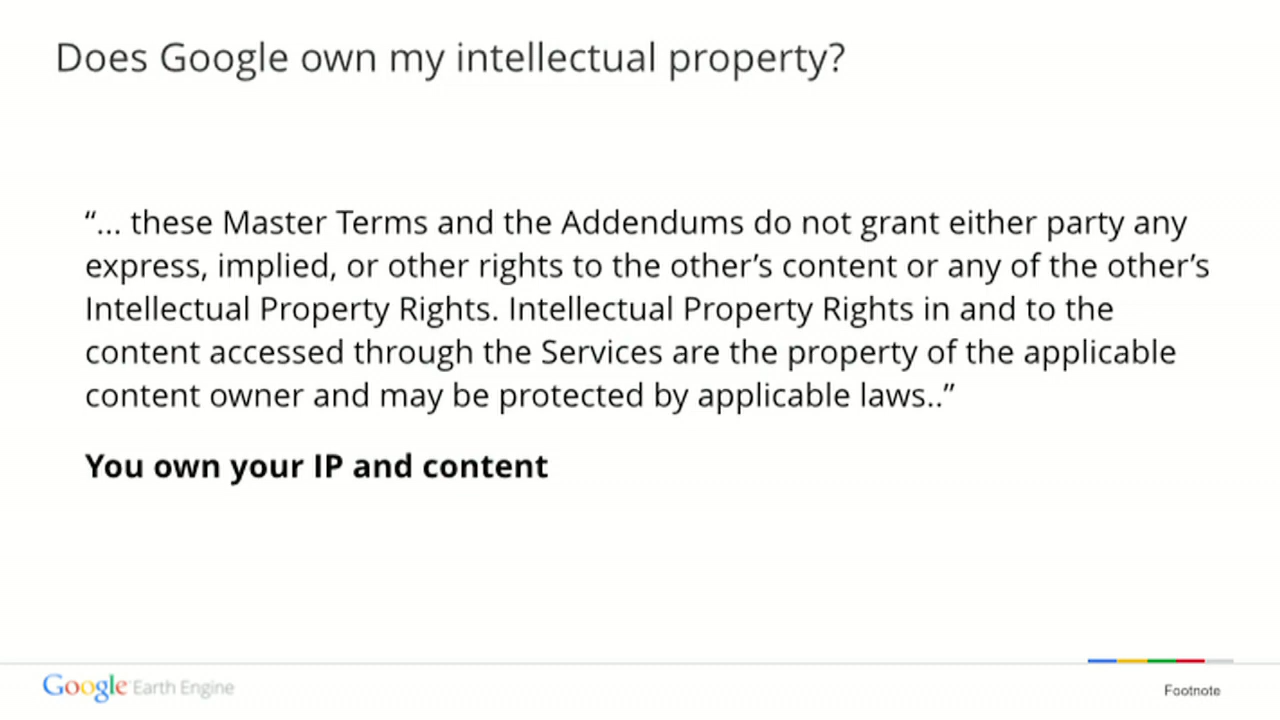 Does Google own my intellectual property?
“... these Master Terms and the Addendums do not grant either party any
express, implied, or other rights to the other’s content or any of the other’s
Intellectual Property Rights. Intellectual Property Rights in and to the
content accessed through the Services are the property of the applicable
content owner and may be protected by applicable laws..”
You own your IP and content
Google Earth Engine
Footnote